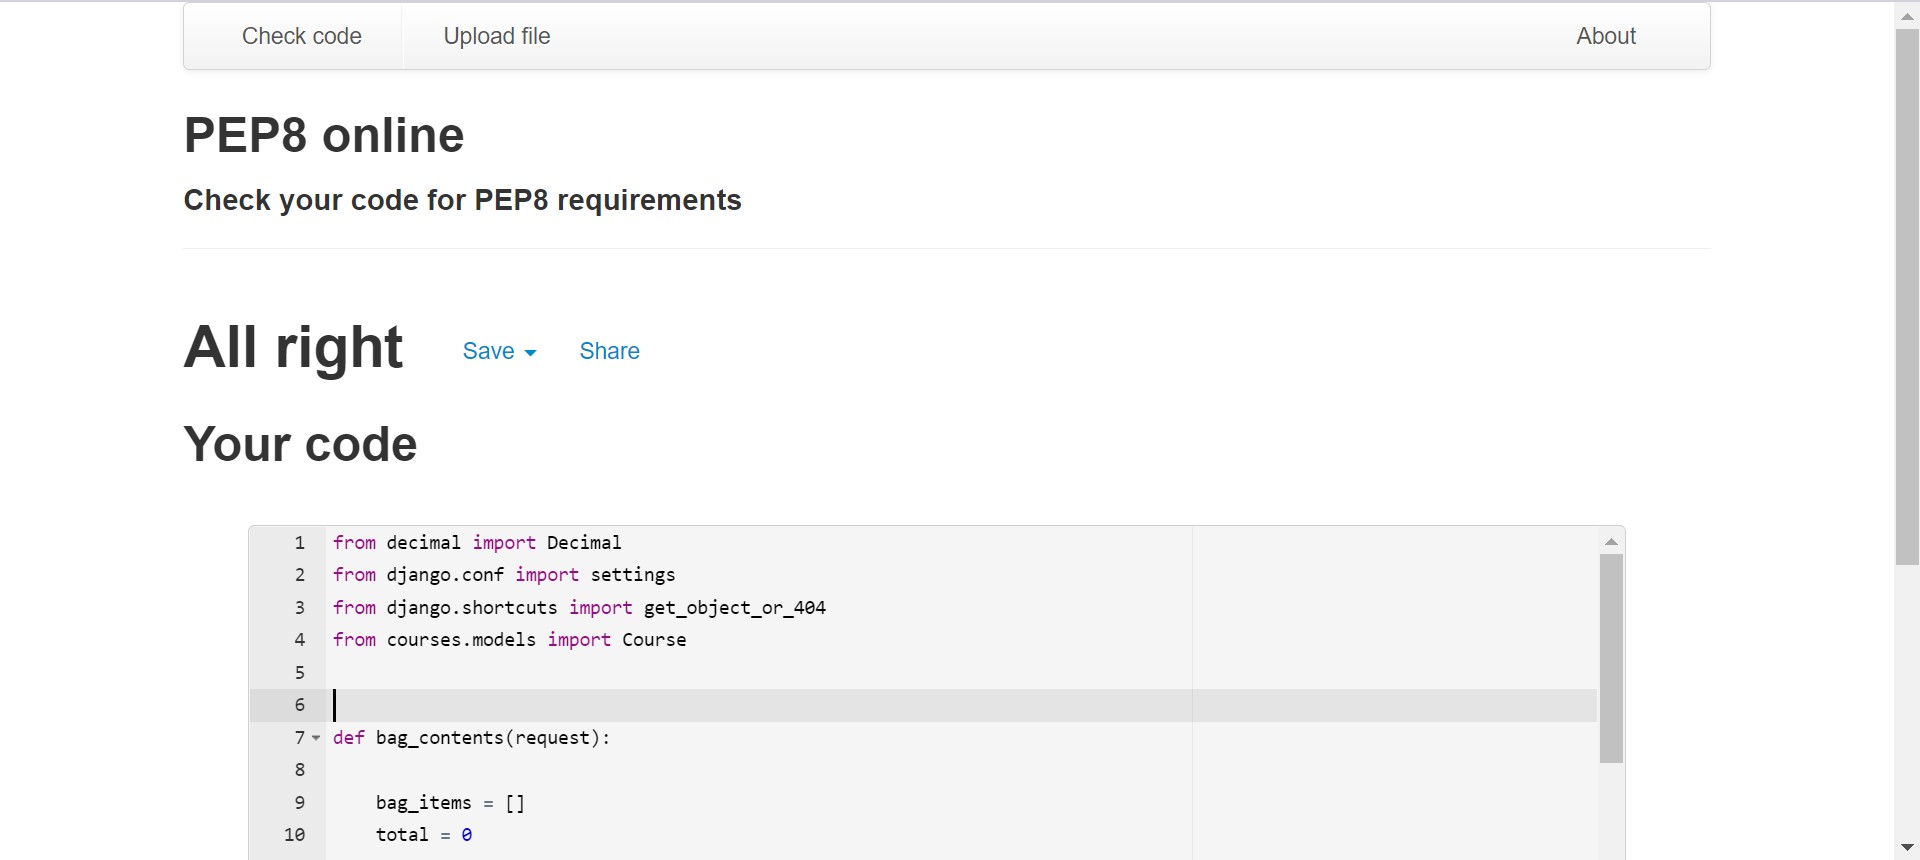 Check code Upload file About
PEP8 online
Check your code for PEP8 requirements
All right Save Share
Your code
1 from decimal import Decimal
2 from django.conf import settings
3 from django.shortcuts import get_object_or_404
4 from courses.models import Course
5
6
7 def bag_contents(request):
8
9 bag_items = []
10 total = 0